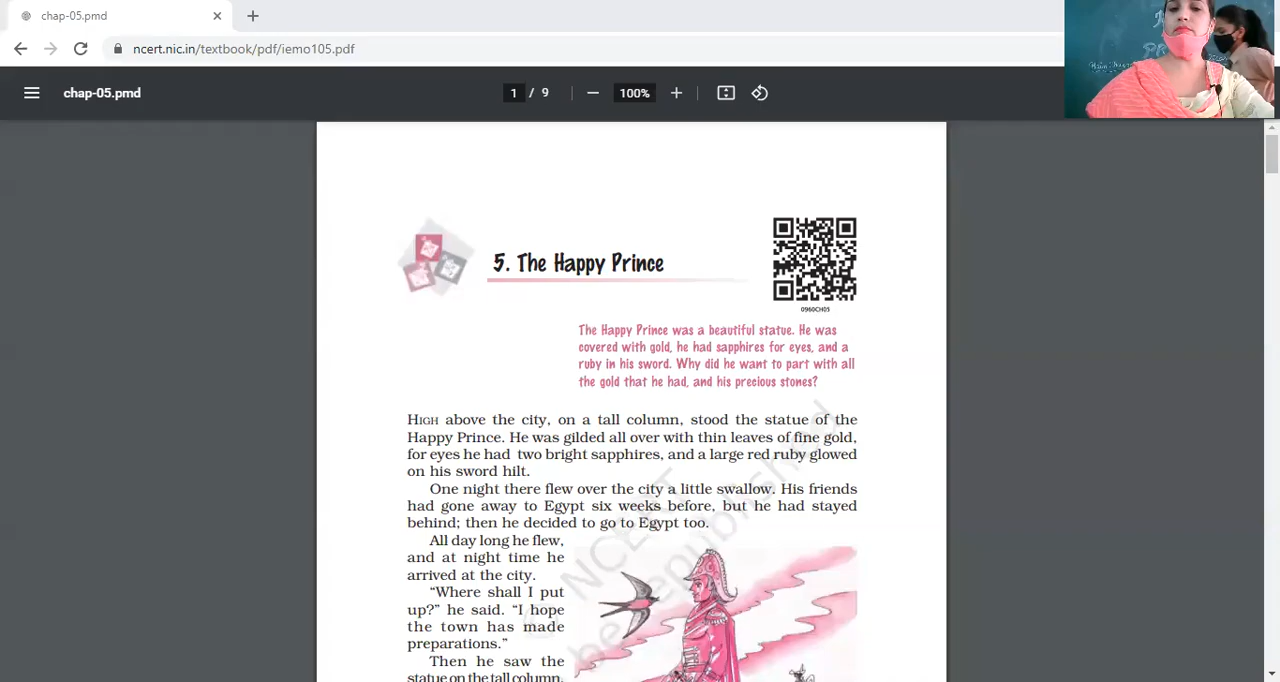 chap-05.pmd
ncert.nic.in/textbook/pdf/iemo105.pdf
chap-05.pmd
1 / 9
100%
5. The Happy Prince
0960CH05
The Happy Prince was a beautiful statue. He was
covered with gold, he had sapphires for eyes, and a
ruby in his sword. Why did he want to part with all
the gold that he had, and his precious stones?
HIGH above the city, on a tall column, stood the statue of the
Happy Prince. He was gilded all over with thin leaves of fine gold,
for eyes he had two bright sapphires, and a large red ruby glowed
on his sword hilt.
One night there flew over the city a little swallow. His friends
had gone away to Egypt six weeks before, but he had stayed
behind; then he decided to go to Egypt too.
All day long he flew,
and at night time he
arrived at the city.
“Where shall I put
up?” he said. “I hope
the town has made
preparations.”
Then he saw the
statue on the tall column.
© NCERT
be republished